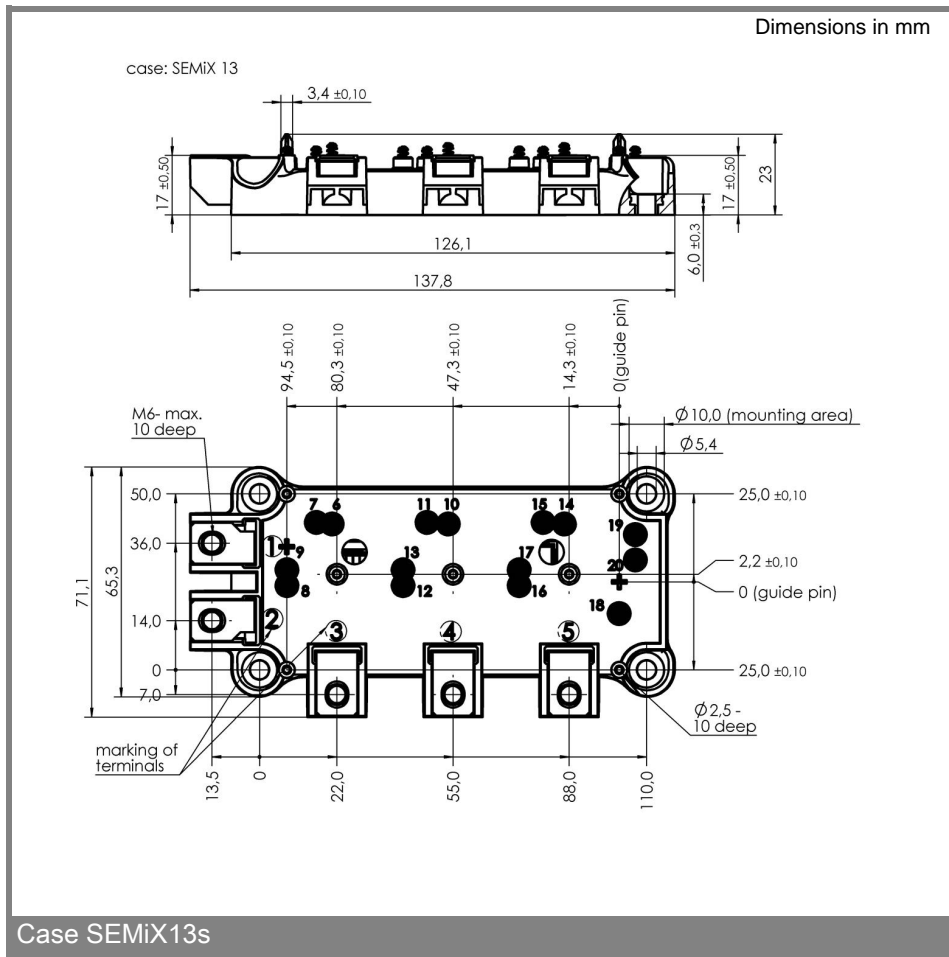 Dimensions in mm
case: SEMiX 13
3,4 ±0,10
17 ±0,50
17 ±0,50
23
6,0 ±0,3
126,1
137,8
94,5 ±0,10
80,3 ±0,10
47,3 ±0,10
14,3 ±0,10
0(guide pin)
M6- max.
10 deep
Ø10,0 (mounting area)
Ø5,4
50,0
25,0 ±0,10
7 6 11 10 15 14
19
36,0
1
9
13
17
20
2,2 ±0,10
71,1
65,3
8
12
16
0 (guide pin)
14,0
2
18
3
4
5
0
25,0 ±0,10
7,0
Ø2,5 -
10 deep
marking of
terminals
13,5
0
22,0
55,0
88,0
110,0
Case SEMiX13s